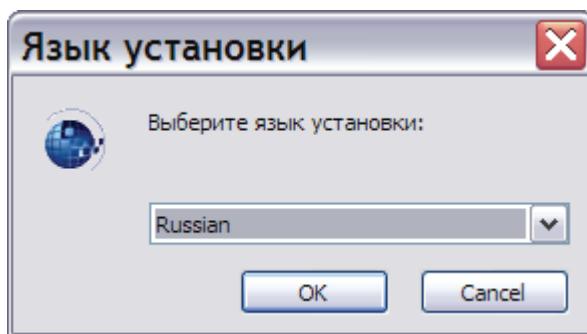 Язык установки
Выберите язык установки:
Russian
OK
Cancel